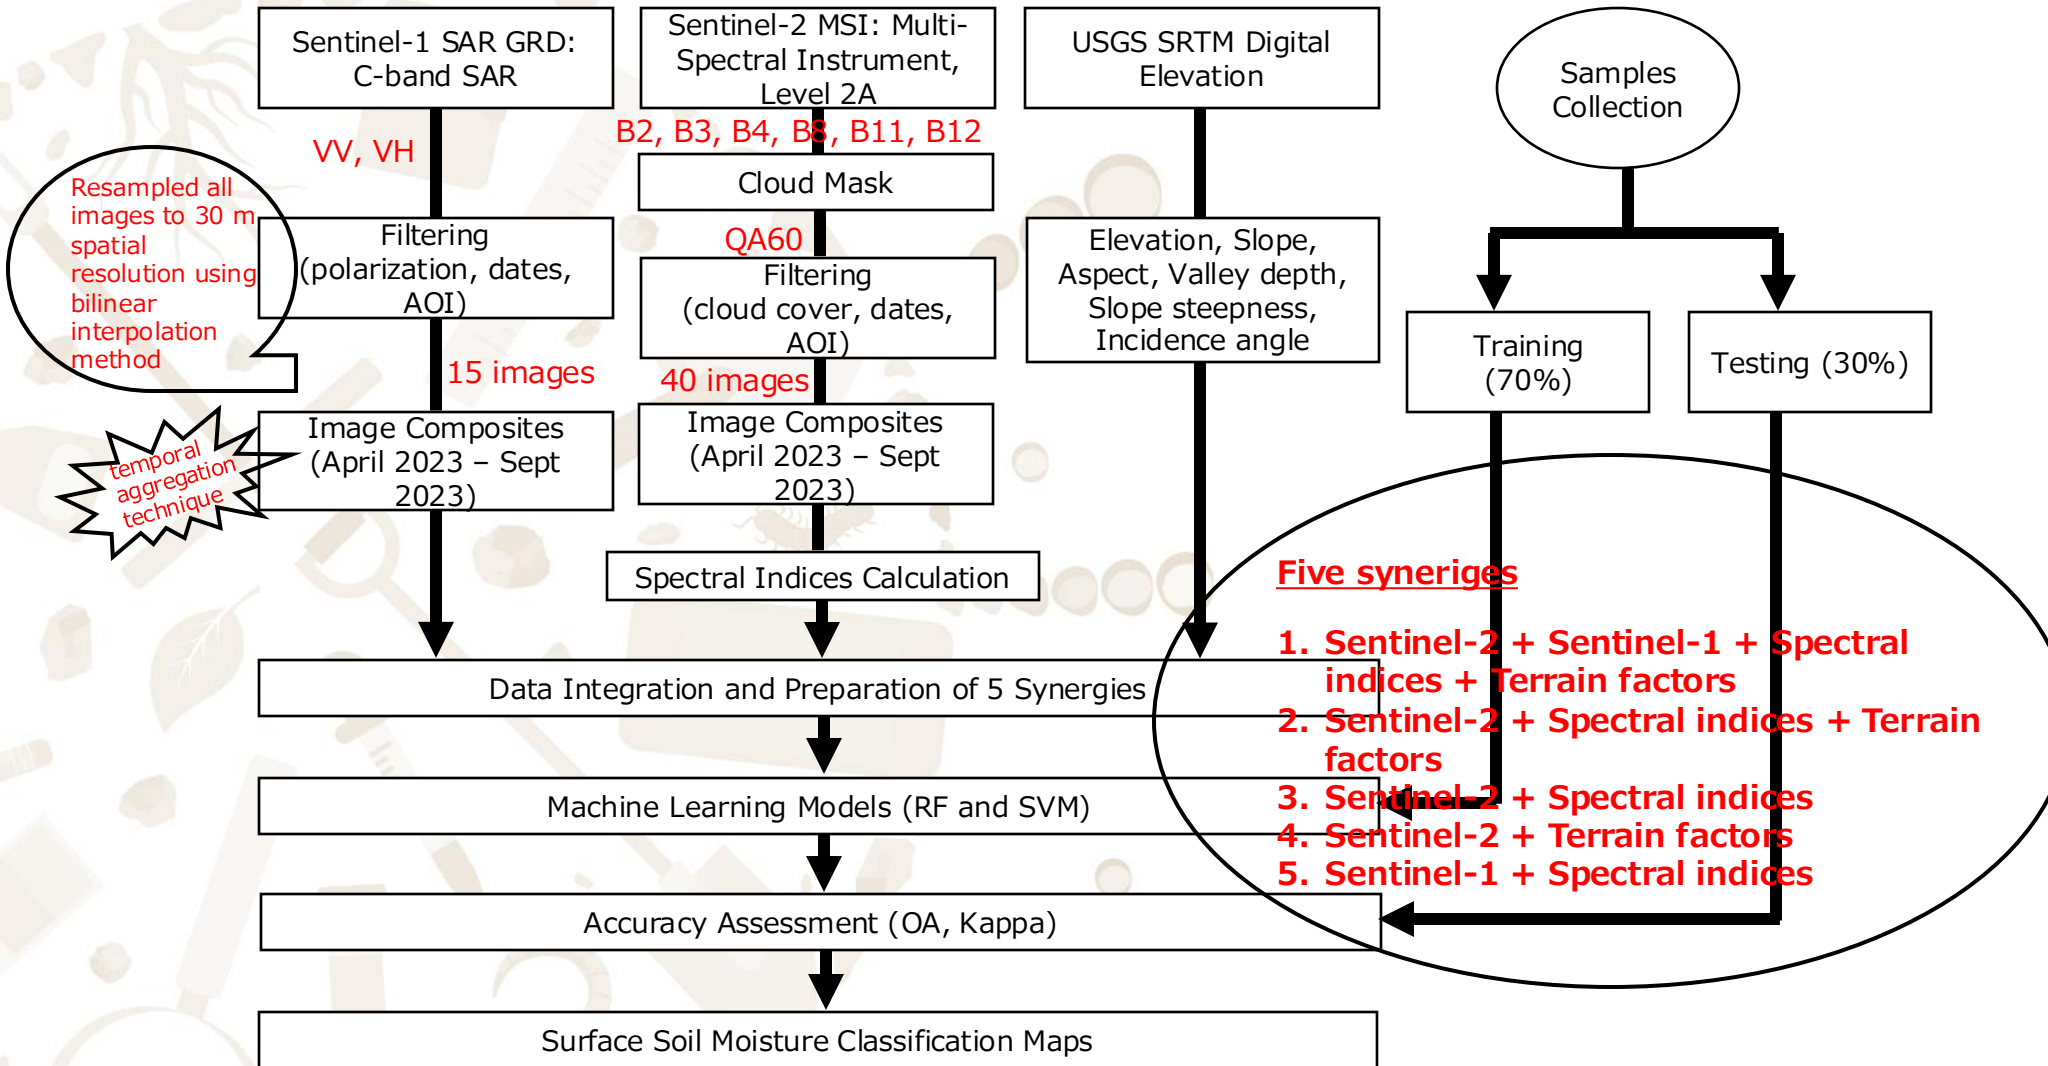 Sentinel-1 SAR GRD:
C-band SAR
Sentinel-2 MSI: Multi-
Spectral Instrument,
Level 2A
USGS SRTM Digital
Elevation
Samples
Collection
VV, VH
B2, B3, B4, B8, B11, B12
Cloud Mask
Resampled all
images to 30 m
spatial
resolution using
bilinear
interpolation
method
Filtering
(polarization, dates,
AOI)
QA60
Filtering
(cloud cover, dates,
AOI)
Elevation, Slope,
Aspect, Valley depth,
Slope steepness,
Incidence angle
Training
(70%)
Testing (30%)
15 images
40 images
temporal
aggregation
technique
Image Composites
(April 2023 – Sept
2023)
Image Composites
(April 2023 – Sept
2023)
Spectral Indices Calculation
Five syneriges
1. Sentinel-2 + Sentinel-1 + Spectral
indices + Terrain factors
2. Sentinel-2 + Spectral indices + Terrain
factors
3. Sentinel-2 + Spectral indices
4. Sentinel-2 + Terrain factors
5. Sentinel-1 + Spectral indices
Data Integration and Preparation of 5 Synergies
Machine Learning Models (RF and SVM)
Accuracy Assessment (OA, Kappa)
Surface Soil Moisture Classification Maps